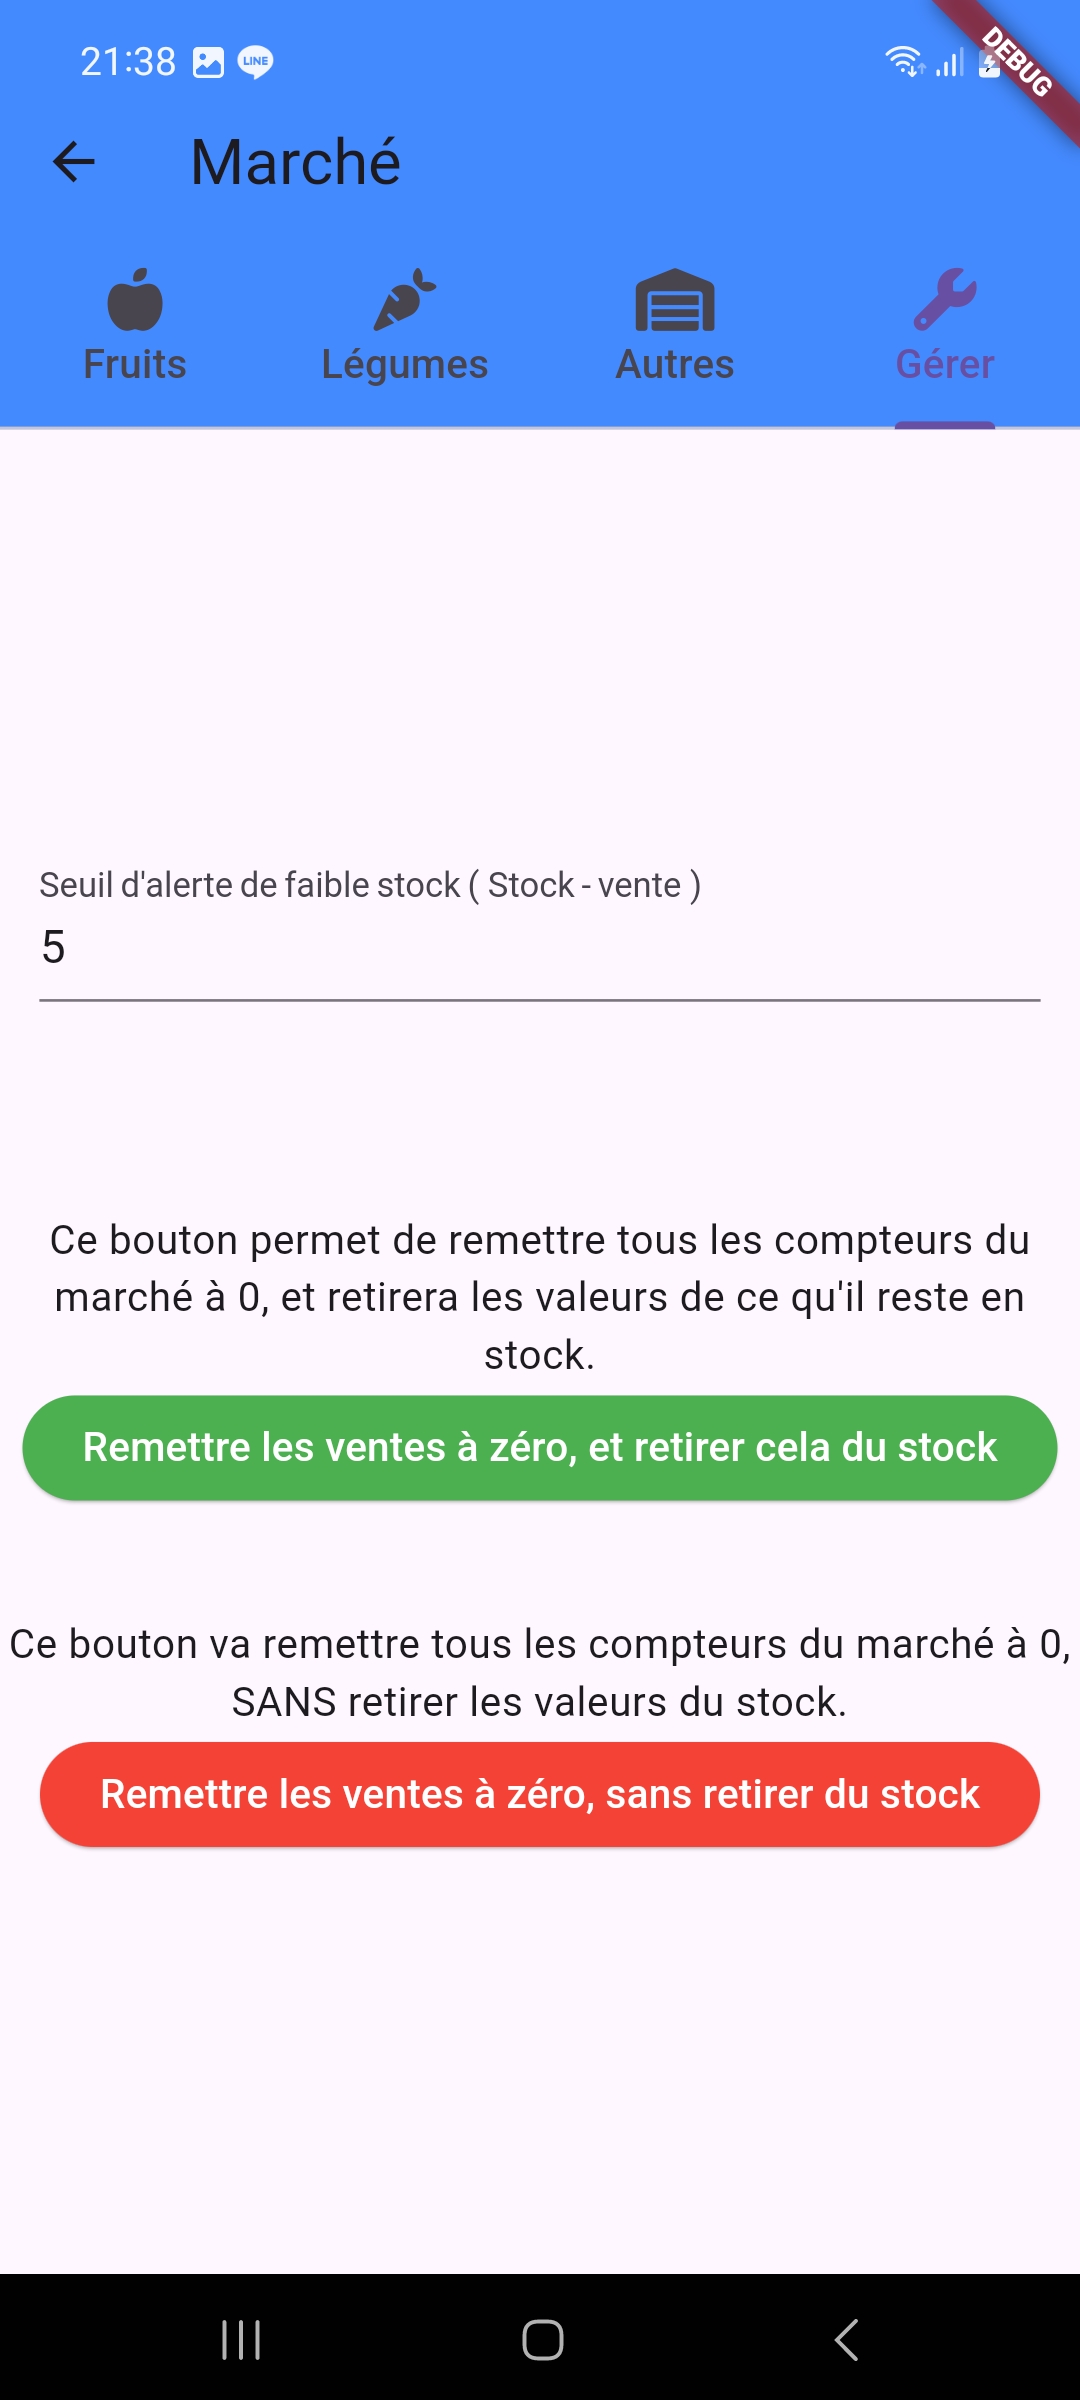 21:38
LINE
DEBUG
Marché
Fruits
Légumes
Autres
Gérer
Seuil d'alerte de faible stock ( Stock - vente )
5
Ce bouton permet de remettre tous les compteurs du
marché à 0, et retirera les valeurs de ce qu'il reste en
stock.
Remettre les ventes à zéro, et retirer cela du stock
Ce bouton va remettre tous les compteurs du marché à 0,
SANS retirer les valeurs du stock.
Remettre les ventes à zéro, sans retirer du stock